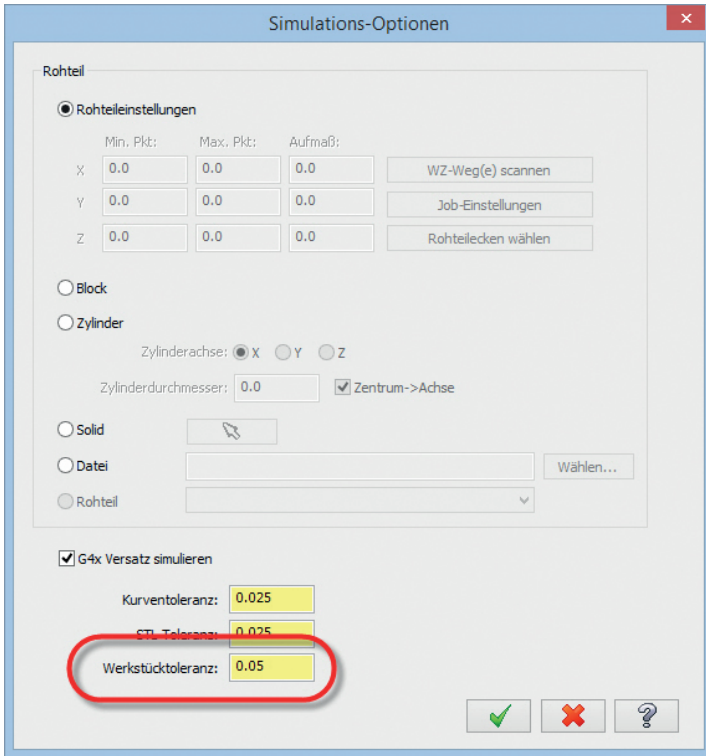 Simulations-Optionen
Rohteil
Rohteileinstellungen
Min. Pkt: Max. Pkt: Aufmaß:
X 0.0 0.0 0.0 WZ-Weg(e) scannen
Y 0.0 0.0 0.0 Job-Einstellungen
Z 0.0 0.0 0.0 Rohteilecken wählen
Block
Zylinder
Zylinderachse: X Y Z
Zylinderdurchmesser: 0.0 Zentrum->Achse
Solid
Datei Wählen...
Rohteil
G4x Versatz simulieren
Kurventoleranz: 0.025
STL-Toleranz: 0.025
Werkstücktoleranz: 0.05